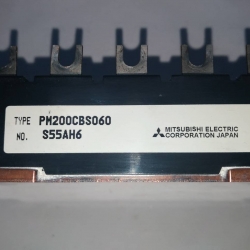 TYPE PM200CBS060
NO. S55AH6
MITSUBISHI ELECTRIC
CORPORATION JAPAN